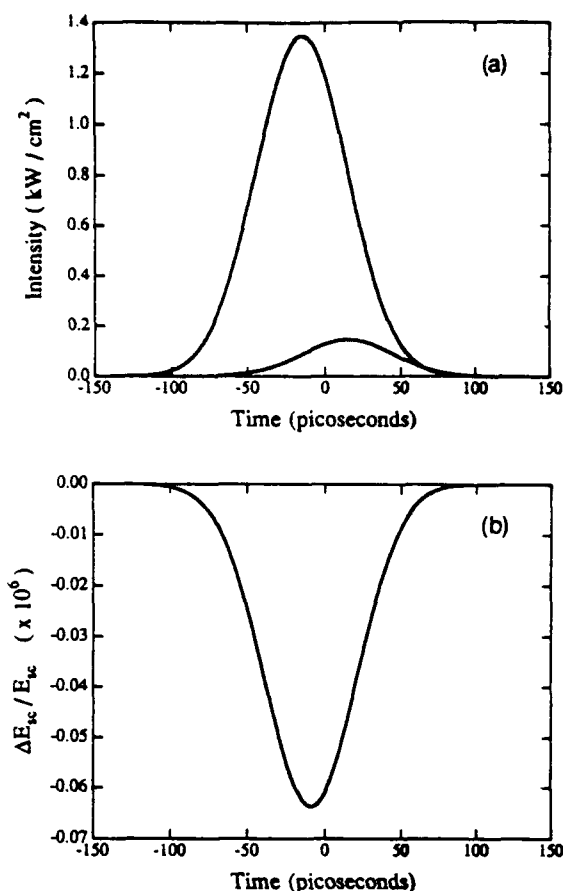 (a)
Intensity ( kW / cm²)
1.4
1.2
1.0
0.8
0.6
0.4
0.2
0.0
-150 -100 -50 0 50 100 150
Time (picoseconds)
(b)
ΔE_sc / E_sc ( x 10⁶)
0.00
-0.01
-0.02
-0.03
-0.04
-0.05
-0.06
-0.07
-150 -100 -50 0 50 100 150
Time (picoseconds)